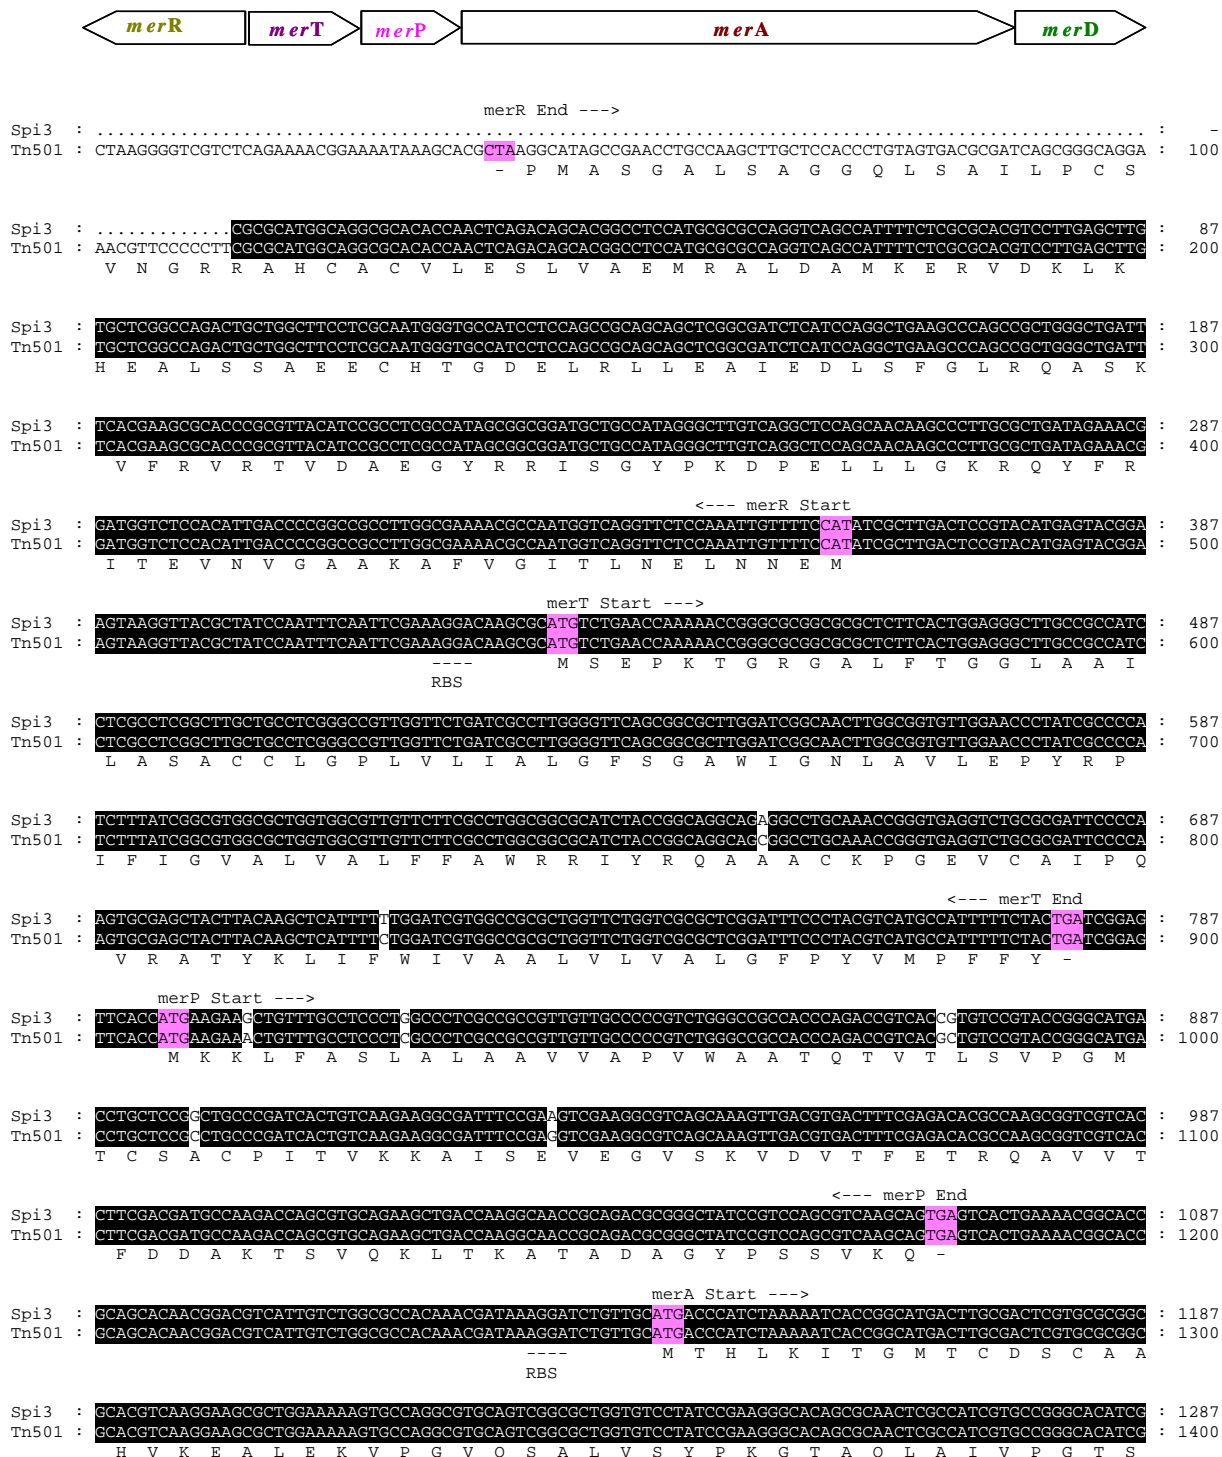 merR merT merP merA merD
merR End --->
Spi3 : .................................................................................................... : -
Tn501 : CTAAGGGGTCGTCTCAGAAAACGGAAAATAAAGCACGCTAAGGCATAGCCGAACCTGCCAAGCTTGCTCCACCCTGTAGTGACGCGATCAGCGGGCAGGA : 100
- P M A S G A L S A G G Q L S A I L P C S
Spi3 : .............CGCGCATGGCAGGCGCACACCAACTCAGACAGCACGGCCTCCATGCGCGCCAGGTCAGCCATTTTCTCGCGCACGTCCTTGAGCTTG : 87
Tn501 : AACGTTCCCCCTTCGCGCATGGCAGGCGCACACCAACTCAGACAGCACGGCCTCCATGCGCGCCAGGTCAGCCATTTTCTCGCGCACGTCCTTGAGCTTG : 200
V N G R R A H C A C V L E S L V A E M R A L D A M K E R V D K L K
Spi3 : TGCTCGGCCAGACTGCTGGCTTCCTCGCAATGGGTGCCATCCTCCAGCCGCAGCAGCTCGGCGATCTCATCCAGGCTGAAGCCCAGCCGCTGGGCTGATT : 187
Tn501 : TGCTCGGCCAGACTGCTGGCTTCCTCGCAATGGGTGCCATCCTCCAGCCGCAGCAGCTCGGCGATCTCATCCAGGCTGAAGCCCAGCCGCTGGGCTGATT : 300
H E A L S S A E E C H T G D E L R L L E A I E D L S F G L R Q A S K
Spi3 : TCACGAAGCGCACCCGCGTTACATCCGCCTCGCCATAGCGGCGGATGCTGCCATAGGGCTTGTCAGGCTCCAGCAACAAGCCCTTGCGCTGATAGAAACG : 287
Tn501 : TCACGAAGCGCACCCGCGTTACATCCGCCTCGCCATAGCGGCGGATGCTGCCATAGGGCTTGTCAGGCTCCAGCAACAAGCCCTTGCGCTGATAGAAACG : 400
V F R V R T V D A E G Y R R I S G Y P K D P E L L L G K R Q Y F R
<--- merR Start
Spi3 : GATGGTCTCCACATTGACCCCGGCCGCCTTGGCGAAAACGCCAATGGTCAGGTTCTCCAAATTGTTTTCCATATCGCTTGACTCCGTACATGAGTACGGA : 387
Tn501 : GATGGTCTCCACATTGACCCCGGCCGCCTTGGCGAAAACGCCAATGGTCAGGTTCTCCAAATTGTTTTCCATATCGCTTGACTCCGTACATGAGTACGGA : 500
I T E V N V G A A K A F V G I T L N E L N N E M
merT Start --->
Spi3 : AGTAAGGTTACGCTATCCAATTTCAATTCGAAAGGACAAGCGCATGTCTGAACCAAAAACCGGGCGCGGCGCGCTCTTCACTGGAGGGCTTGCCGCCATC : 487
Tn501 : AGTAAGGTTACGCTATCCAATTTCAATTCGAAAGGACAAGCGCATGTCTGAACCAAAAACCGGGCGCGGCGCGCTCTTCACTGGAGGGCTTGCCGCCATC : 600
---- M S E P K T G R G A L F T G G L A A I
RBS
Spi3 : CTCGCCTCGGCTTGCTGCCTCGGGCCGTTGGTTCTGATCGCCTTGGGGTTCAGCGGCGCTTGGATCGGCAACTTGGCGGTGTTGGAACCCTATCGCCCCA : 587
Tn501 : CTCGCCTCGGCTTGCTGCCTCGGGCCGTTGGTTCTGATCGCCTTGGGGTTCAGCGGCGCTTGGATCGGCAACTTGGCGGTGTTGGAACCCTATCGCCCCA : 700
L A S A C C L G P L V L I A L G F S G A W I G N L A V L E P Y R P
Spi3 : TCTTTATCGGCGTGGCGCTGGTGGCGTTGTTCTTCGCCTGGCGGCGCATCTACCGGCAGGCAGAGGCCTGCAAACCGGGTGAGGTCTGCGCGATTCCCCA : 687
Tn501 : TCTTTATCGGCGTGGCGCTGGTGGCGTTGTTCTTCGCCTGGCGGCGCATCTACCGGCAGGCAGCGGCCTGCAAACCGGGTGAGGTCTGCGCGATTCCCCA : 800
I F I G V A L V A L F F A W R R I Y R Q A A A C K P G E V C A I P Q
<--- merT End
Spi3 : AGTGCGAGCTACTTACAAGCTCATTTTTTGGATCGTGGCCGCGCTGGTTCTGGTCGCGCTCGGATTTCCCTACGTCATGCCATTTTTCTACTGATCGGAG : 787
Tn501 : AGTGCGAGCTACTTACAAGCTCATTTTCTGGATCGTGGCCGCGCTGGTTCTGGTCGCGCTCGGATTTCCCTACGTCATGCCATTTTTCTACTGATCGGAG : 900
V R A T Y K L I F W I V A A L V L V A L G F P Y V M P F F Y -
merP Start --->
Spi3 : TTCACCATGAAGAAGCTGTTTGCCTCCCTGGCCCTCGCCGCCGTTGTTGCCCCCGTCTGGGCCGCCACCCAGACCGTCACCGTGTCCGTACCGGGCATGA : 887
Tn501 : TTCACCATGAAGAAACTGTTTGCCTCCCTCGCCCTCGCCGCCGTTGTTGCCCCCGTCTGGGCCGCCACCCAGACCGTCACGCTGTCCGTACCGGGCATGA : 1000
M K K L F A S L A L A A V V A P V W A A T Q T V T L S V P G M
Spi3 : CCTGCTCCGGCTGCCCGATCACTGTCAAGAAGGCGATTTCCGAAGTCGAAGGCGTCAGCAAAGTTGACGTGACTTTCGAGACACGCCAAGCGGTCGTCAC : 987
Tn501 : CCTGCTCCGCCTGCCCGATCACTGTCAAGAAGGCGATTTCCGAGGTCGAAGGCGTCAGCAAAGTTGACGTGACTTTCGAGACACGCCAAGCGGTCGTCAC : 1100
T C S A C P I T V K K A I S E V E G V S K V D V T F E T R Q A V V T
<--- merP End
Spi3 : CTTCGACGATGCCAAGACCAGCGTGCAGAAGCTGACCAAGGCAACCGCAGACGCGGGCTATCCGTCCAGCGTCAAGCAGTGAGTCACTGAAAACGGCACC : 1087
Tn501 : CTTCGACGATGCCAAGACCAGCGTGCAGAAGCTGACCAAGGCAACCGCAGACGCGGGCTATCCGTCCAGCGTCAAGCAGTGAGTCACTGAAAACGGCACC : 1200
F D D A K T S V Q K L T K A T A D A G Y P S S V K Q -
merA Start --->
Spi3 : GCAGCACAACGGACGTCATTGTCTGGCGCCACAAACGATAAAGGATCTGTTGCATGACCCATCTAAAAATCACCGGCATGACTTGCGACTCGTGCGCGGC : 1187
Tn501 : GCAGCACAACGGACGTCATTGTCTGGCGCCACAAACGATAAAGGATCTGTTGCATGACCCATCTAAAAATCACCGGCATGACTTGCGACTCGTGCGCGGC : 1300
---- M T H L K I T G M T C D S C A A
RBS
Spi3 : GCACGTCAAGGAAGCGCTGGAAAAAGTGCCAGGCGTGCAGTCGGCGCTGGTGTCCTATCCGAAGGGCACAGCGCAACTCGCCATCGTGCCGGGCACATCG : 1287
Tn501 : GCACGTCAAGGAAGCGCTGGAAAAAGTGCCAGGCGTGCAGTCGGCGCTGGTGTCCTATCCGAAGGGCACAGCGCAACTCGCCATCGTGCCGGGCACATCG : 1400
H V K E A L E K V P G V Q S A L V S Y P K G T A Q L A I V P G T S